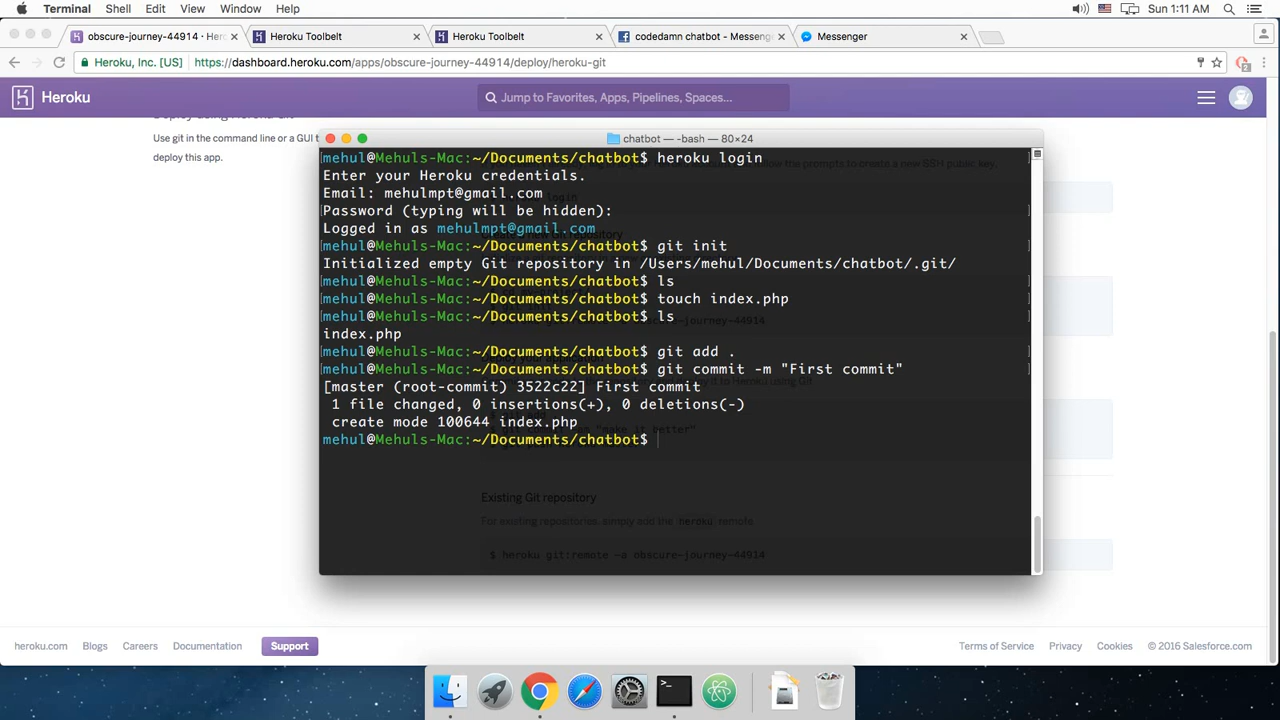 Terminal Shell Edit View Window Help Sun 1:11 AM
obscure-journey-44914 · Herc Heroku Toolbelt Heroku Toolbelt codedamn chatbot - Messenge Messenger
Heroku, Inc. [US] https://dashboard.heroku.com/apps/obscure-journey-44914/deploy/heroku-git
Heroku Jump to Favorites, Apps, Pipelines, Spaces...
Use git in the command line or a GUI t
deploy this app.
chatbot — -bash — 80×24
mehul@Mehuls-Mac:~/Documents/chatbot$ heroku login
Enter your Heroku credentials.
Email: mehulmpt@gmail.com
Password (typing will be hidden):
Logged in as mehulmpt@gmail.com
mehul@Mehuls-Mac:~/Documents/chatbot$ git init
Initialized empty Git repository in /Users/mehul/Documents/chatbot/.git/
mehul@Mehuls-Mac:~/Documents/chatbot$ ls
mehul@Mehuls-Mac:~/Documents/chatbot$ touch index.php
mehul@Mehuls-Mac:~/Documents/chatbot$ ls
index.php
mehul@Mehuls-Mac:~/Documents/chatbot$ git add .
mehul@Mehuls-Mac:~/Documents/chatbot$ git commit -m "First commit"
[master (root-commit) 3522c22] First commit
1 file changed, 0 insertions(+), 0 deletions(-)
create mode 100644 index.php
mehul@Mehuls-Mac:~/Documents/chatbot$
Existing Git repository
For existing repositories, simply add the heroku remote
$ heroku git:remote -a obscure-journey-44914
heroku.com Blogs Careers Documentation Support Terms of Service Privacy Cookies © 2016 Salesforce.com